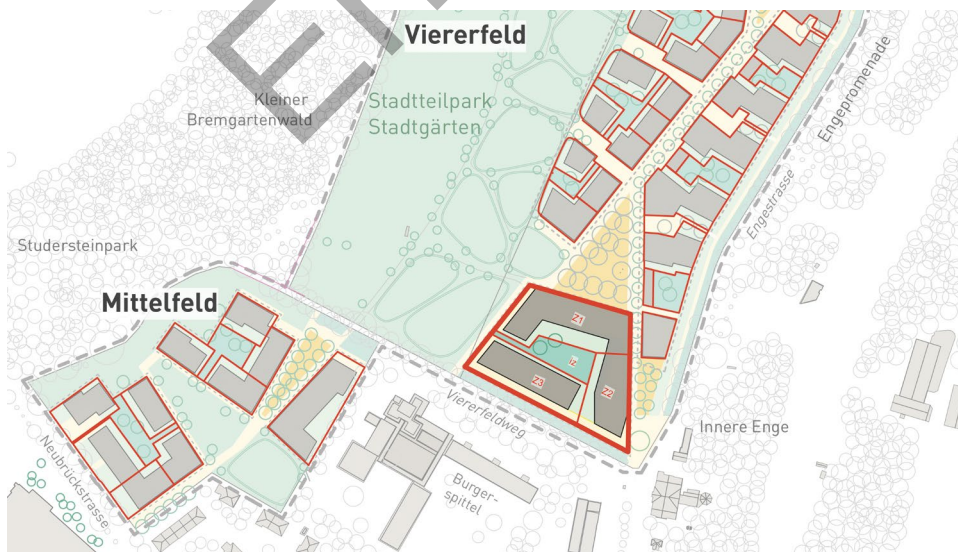 Viererfeld
Kleiner
Bremgartenwald
Stadtteilpark
Stadtgärten
Engepromenade
Engestrasse
Studersteinpark
Mittelfeld
Z1
iz
Z3
Z2
Viererfeldweg
Innere Enge
Neubrückstrasse
Burger-
spittel